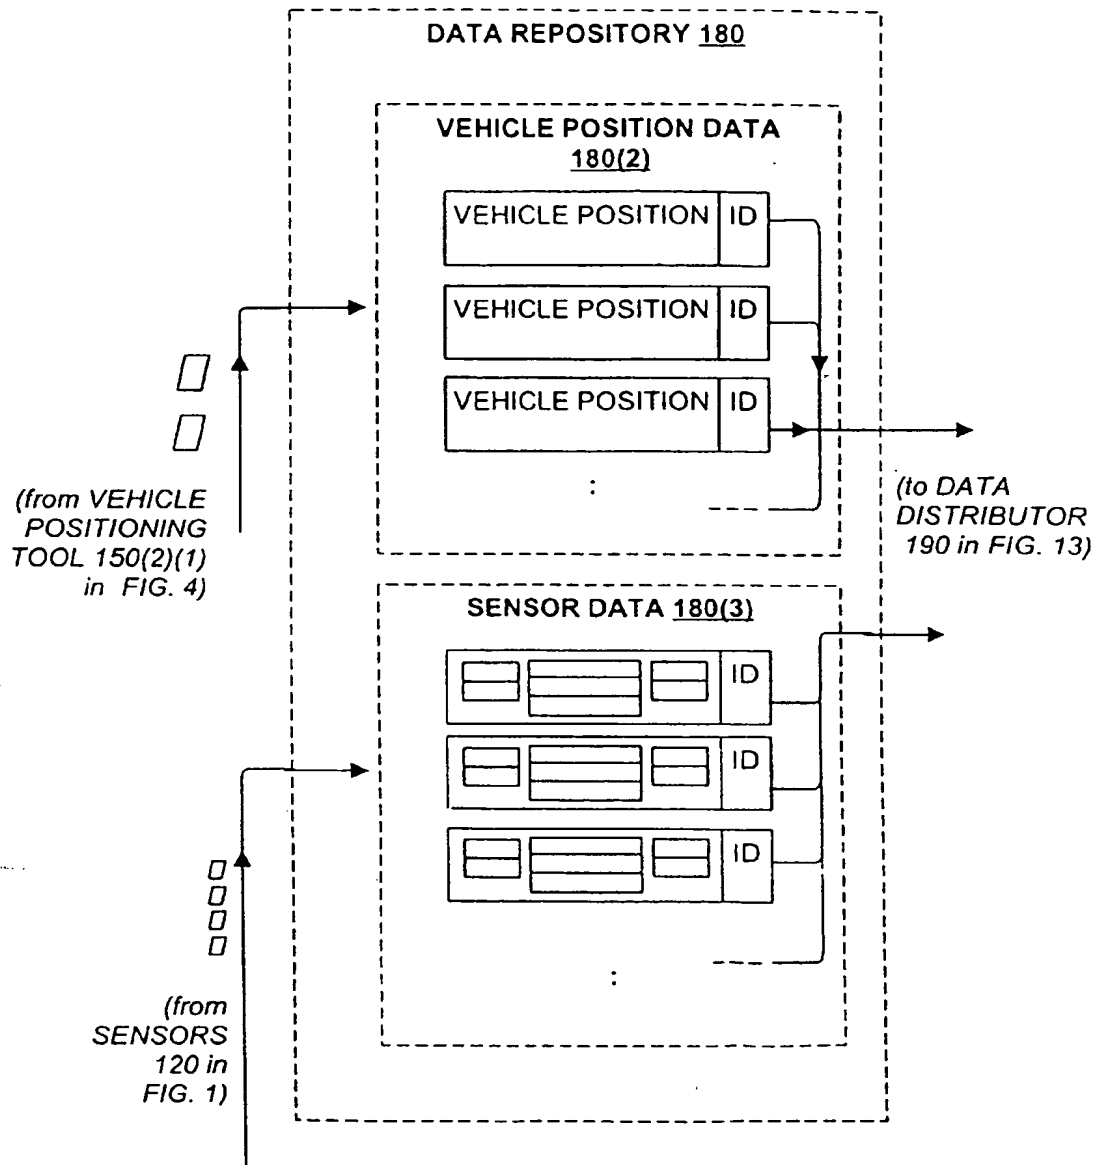 DATA REPOSITORY 180
VEHICLE POSITION DATA
180(2)
VEHICLE POSITION ID
VEHICLE POSITION ID
VEHICLE POSITION ID
:
(from VEHICLE
POSITIONING
TOOL 150(2)(1)
in FIG. 4)
(to DATA
DISTRIBUTOR
190 in FIG. 13)
SENSOR DATA 180(3)
ID
ID
ID
:
(from
SENSORS
120 in
FIG. 1)